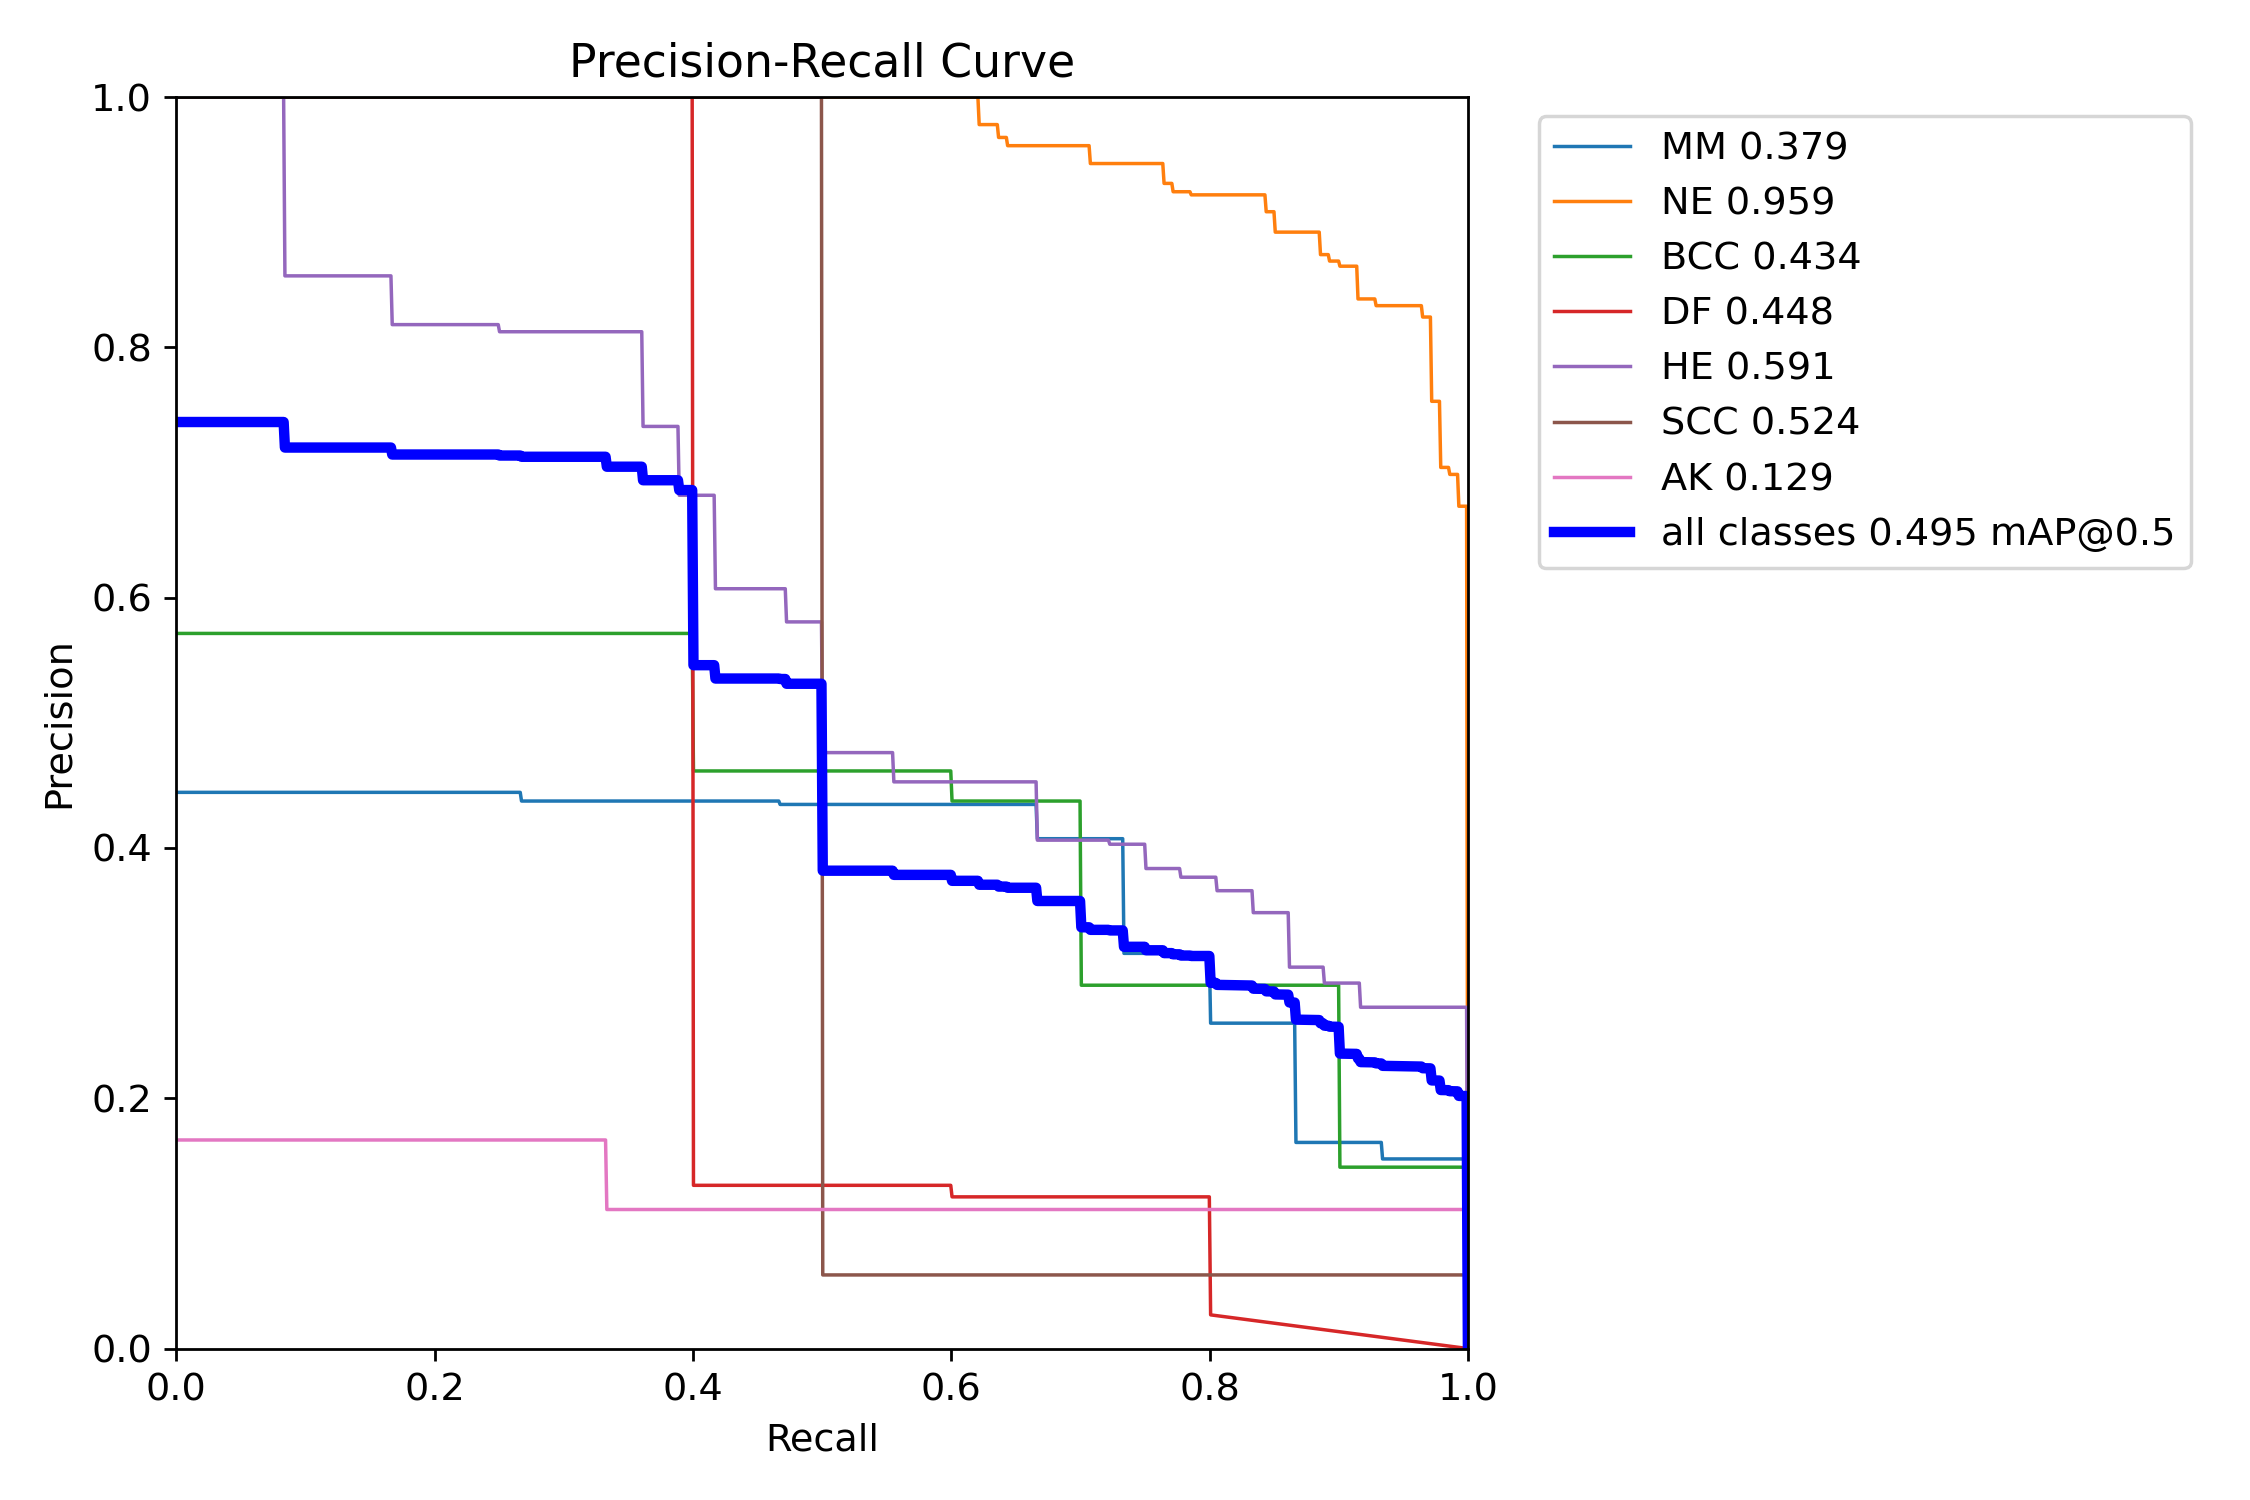 Precision-Recall Curve
1.0
0.8
0.6
0.4
0.2
0.0
Precision
0.0 0.2 0.4 0.6 0.8 1.0
Recall
MM 0.379
NE 0.959
BCC 0.434
DF 0.448
HE 0.591
SCC 0.524
AK 0.129
all classes 0.495 mAP@0.5